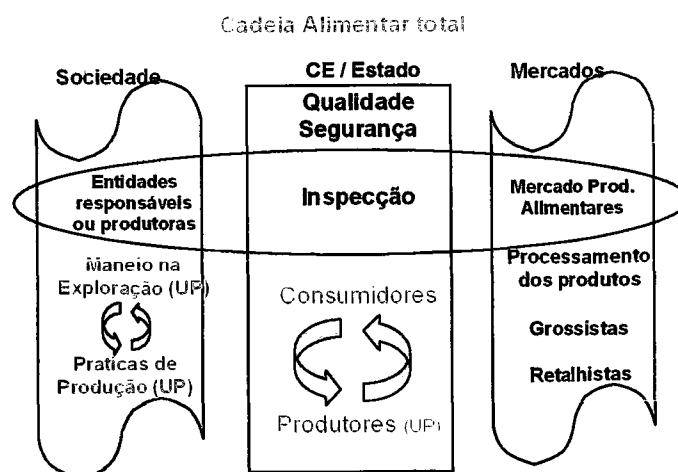 Cadeia Alimentar total
Sociedade
CE / Estado
Mercados
Qualidade
Segurança
Entidades
responsáveis
ou produtoras
Inspecção
Mercado Prod.
Alimentares
Maneio na
Exploração (UP)
Praticas de
Produção (UP)
Consumidores
Produtores (UP)
Processamento
dos produtos
Grossistas
Retalhistas